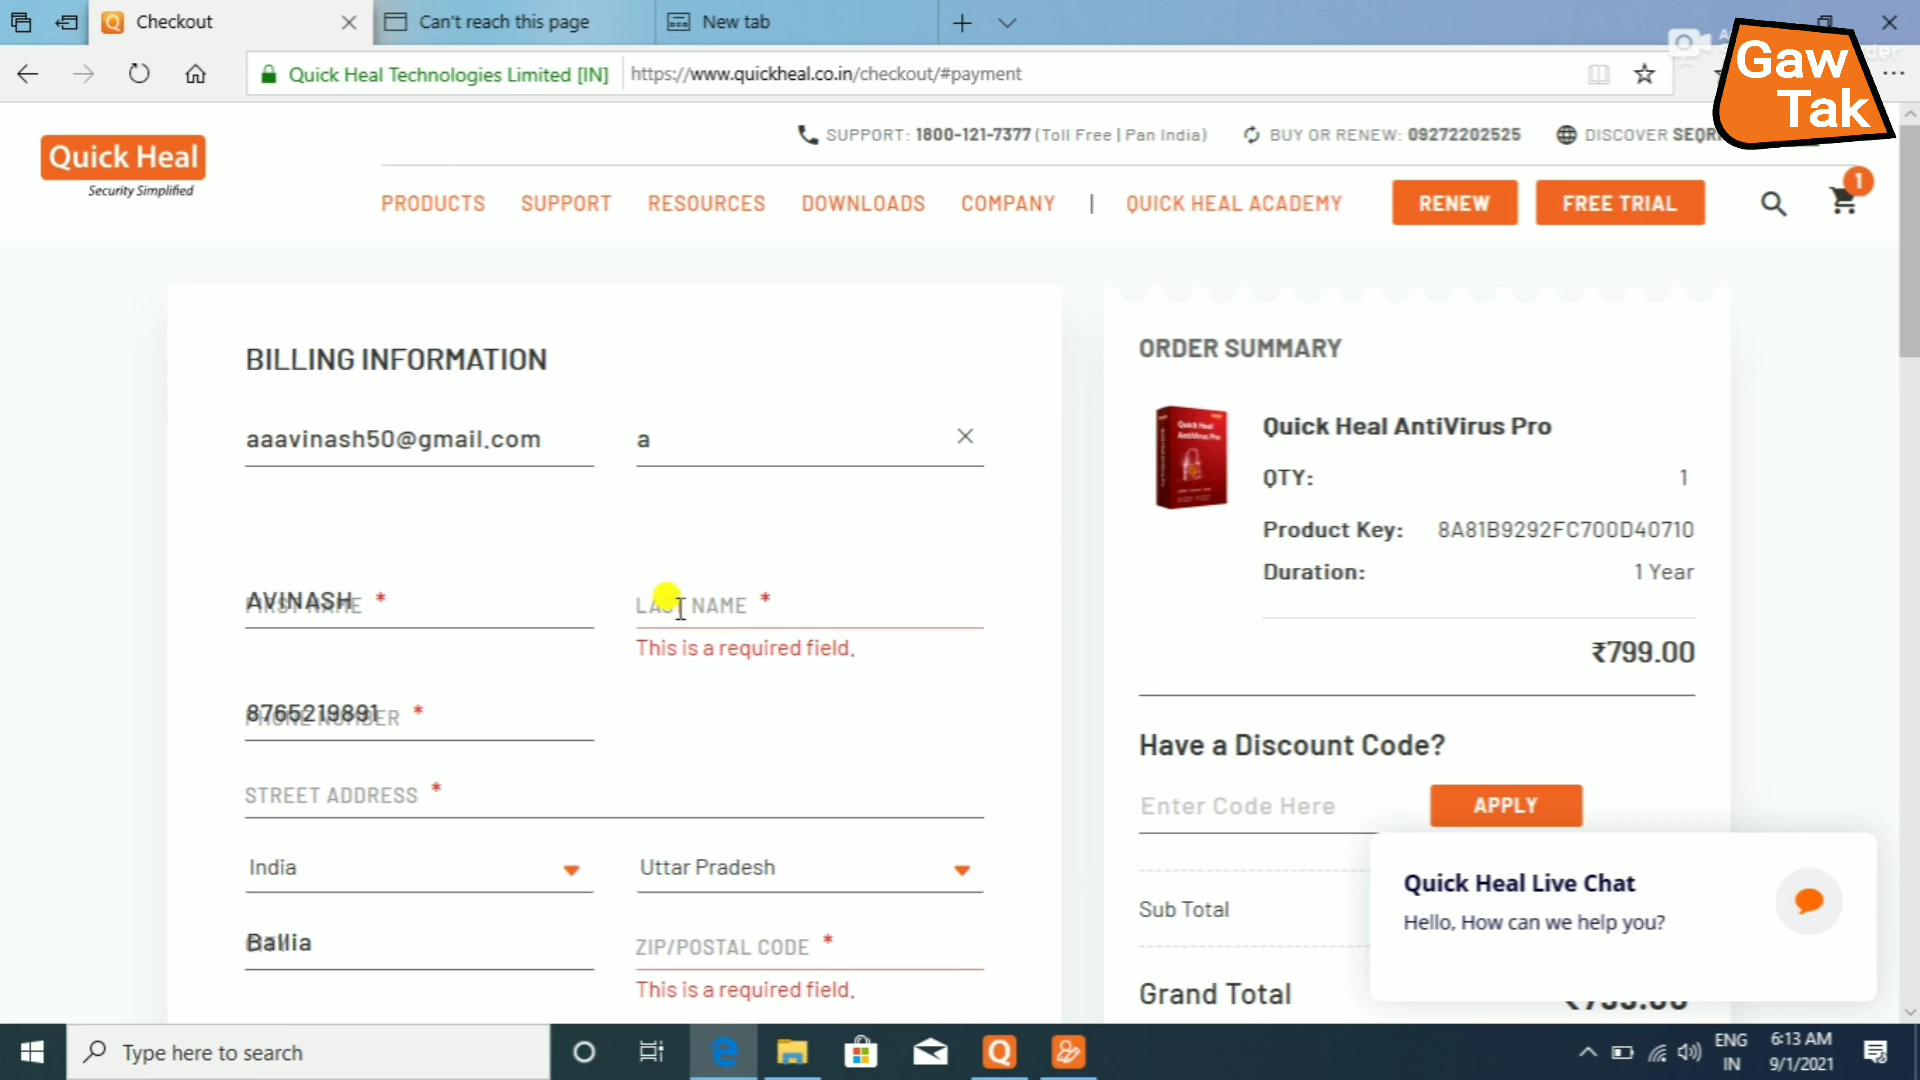 Checkout
Can't reach this page
New tab
Gaw
Tak
Quick Heal Technologies Limited [IN]
https://www.quickheal.co.in/checkout/#payment
Quick Heal
Security Simplified
SUPPORT: 1800-121-7377 (Toll Free | Pan India)
BUY OR RENEW: 09272202525
DISCOVER
PRODUCTS
SUPPORT
RESOURCES
DOWNLOADS
COMPANY
|
QUICK HEAL ACADEMY
RENEW
FREE TRIAL
1
BILLING INFORMATION
aaavinash50@gmail.com
a
AVINASH
FIRST NAME *
LAST NAME *
This is a required field.
8765219891
PHONE NUMBER *
STREET ADDRESS *
India
Uttar Pradesh
Ballia
ZIP/POSTAL CODE *
This is a required field.
ORDER SUMMARY
Quick Heal AntiVirus Pro
QTY: 1
Product Key: 8A81B9292FC700D40710
Duration: 1 Year
₹799.00
Have a Discount Code?
Enter Code Here
APPLY
Sub Total
Grand Total
Quick Heal Live Chat
Hello, How can we help you?
Type here to search
ENG
IN
6:13 AM
9/1/2021